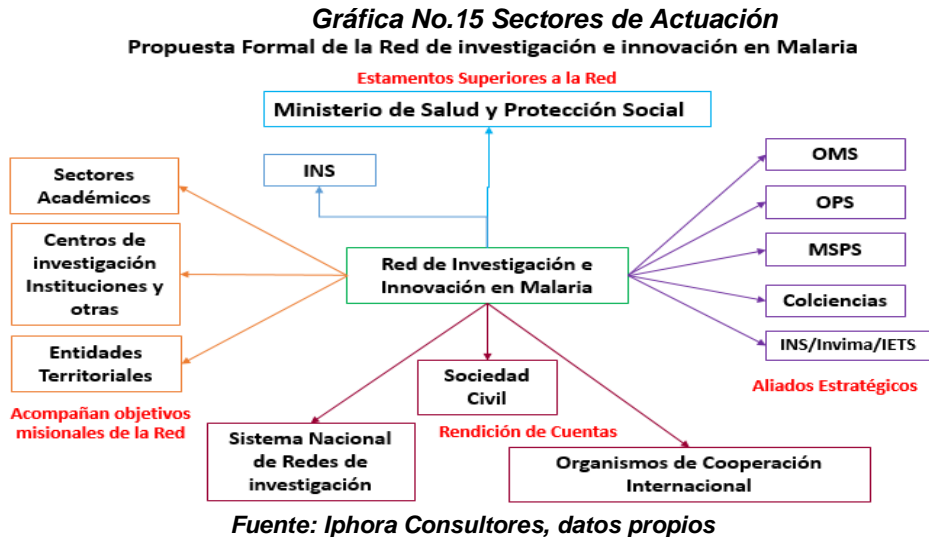 Gráfica No.15 Sectores de Actuación
Propuesta Formal de la Red de investigación e innovación en Malaria
Estamentos Superiores a la Red
Ministerio de Salud y Protección Social
INS
Sectores
Académicos
Centros de
investigación
Instituciones y
otras
Entidades
Territoriales
Acompañan objetivos
misionales de la Red
Red de Investigación e
Innovación en Malaria
OMS
OPS
MSPS
Colciencias
INS/Invima/IETS
Aliados Estratégicos
Sociedad
Civil
Rendición de Cuentas
Sistema Nacional
de Redes de
investigación
Organismos de Cooperación
Internacional
Fuente: Iphora Consultores, datos propios